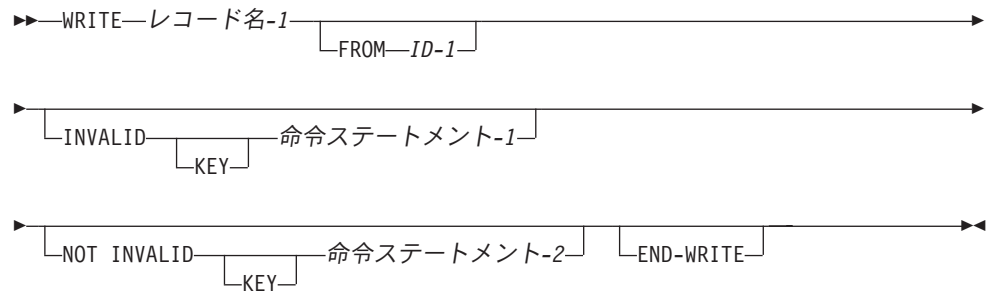 WRITE レコード名-1
FROM ID-1
INVALID 命令ステートメント-1
KEY
NOT INVALID 命令ステートメント-2 END-WRITE
KEY